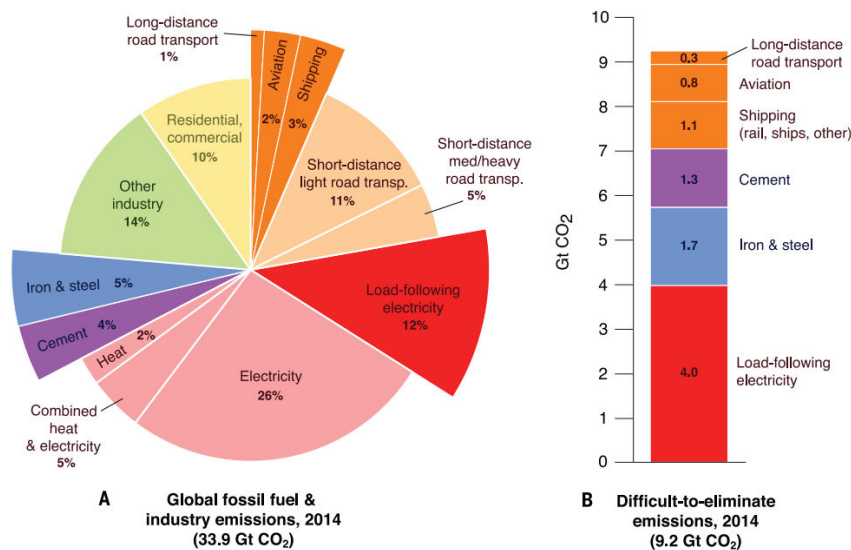 Long-distance
road transport
1%
Aviation
2%
Shipping
3%
Residential,
commercial
10%
Short-distance
light road transp.
11%
Short-distance
med/heavy
road transp.
5%
Other
industry
14%
Iron & steel 5%
Cement 4%
Heat 2%
Load-following
electricity
12%
Electricity
26%
Combined
heat
& electricity
5%
A Global fossil fuel &
industry emissions, 2014
(33.9 Gt CO₂)
Gt CO₂
10
9
8
7
6
5
4
3
2
1
0
0.3 Long-distance
road transport
0.8 Aviation
1.1 Shipping
(rail, ships, other)
1.3 Cement
1.7 Iron & steel
4.0 Load-following
electricity
B Difficult-to-eliminate
emissions, 2014
(9.2 Gt CO₂)